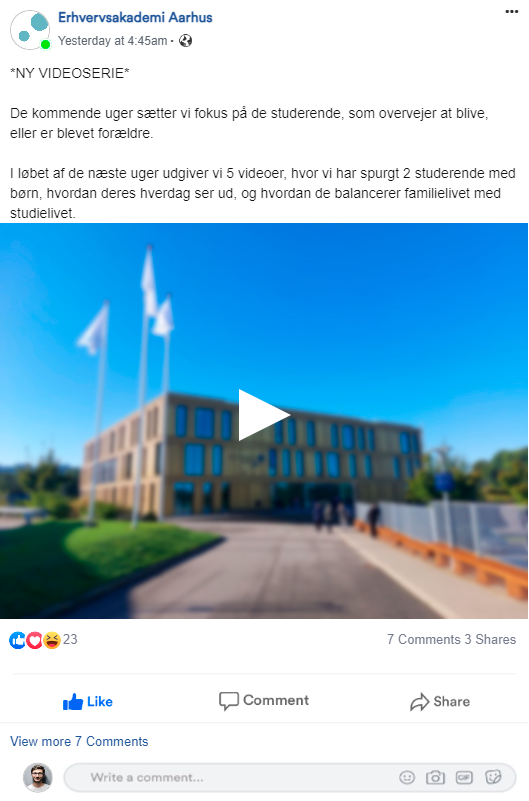 Erhvervsakademi Aarhus
Yesterday at 4:45am ·
*NY VIDEOSERIE*
De kommende uger sætter vi fokus på de studerende, som overvejer at blive,
eller er blevet forældre.
I løbet af de næste uger udgiver vi 5 videoer, hvor vi har spurgt 2 studerende med
børn, hvordan deres hverdag ser ud, og hvordan de balancerer familielivet med
studielivet.
23
7 Comments 3 Shares
Like
Comment
Share
View more 7 Comments
Write a comment...
GIF